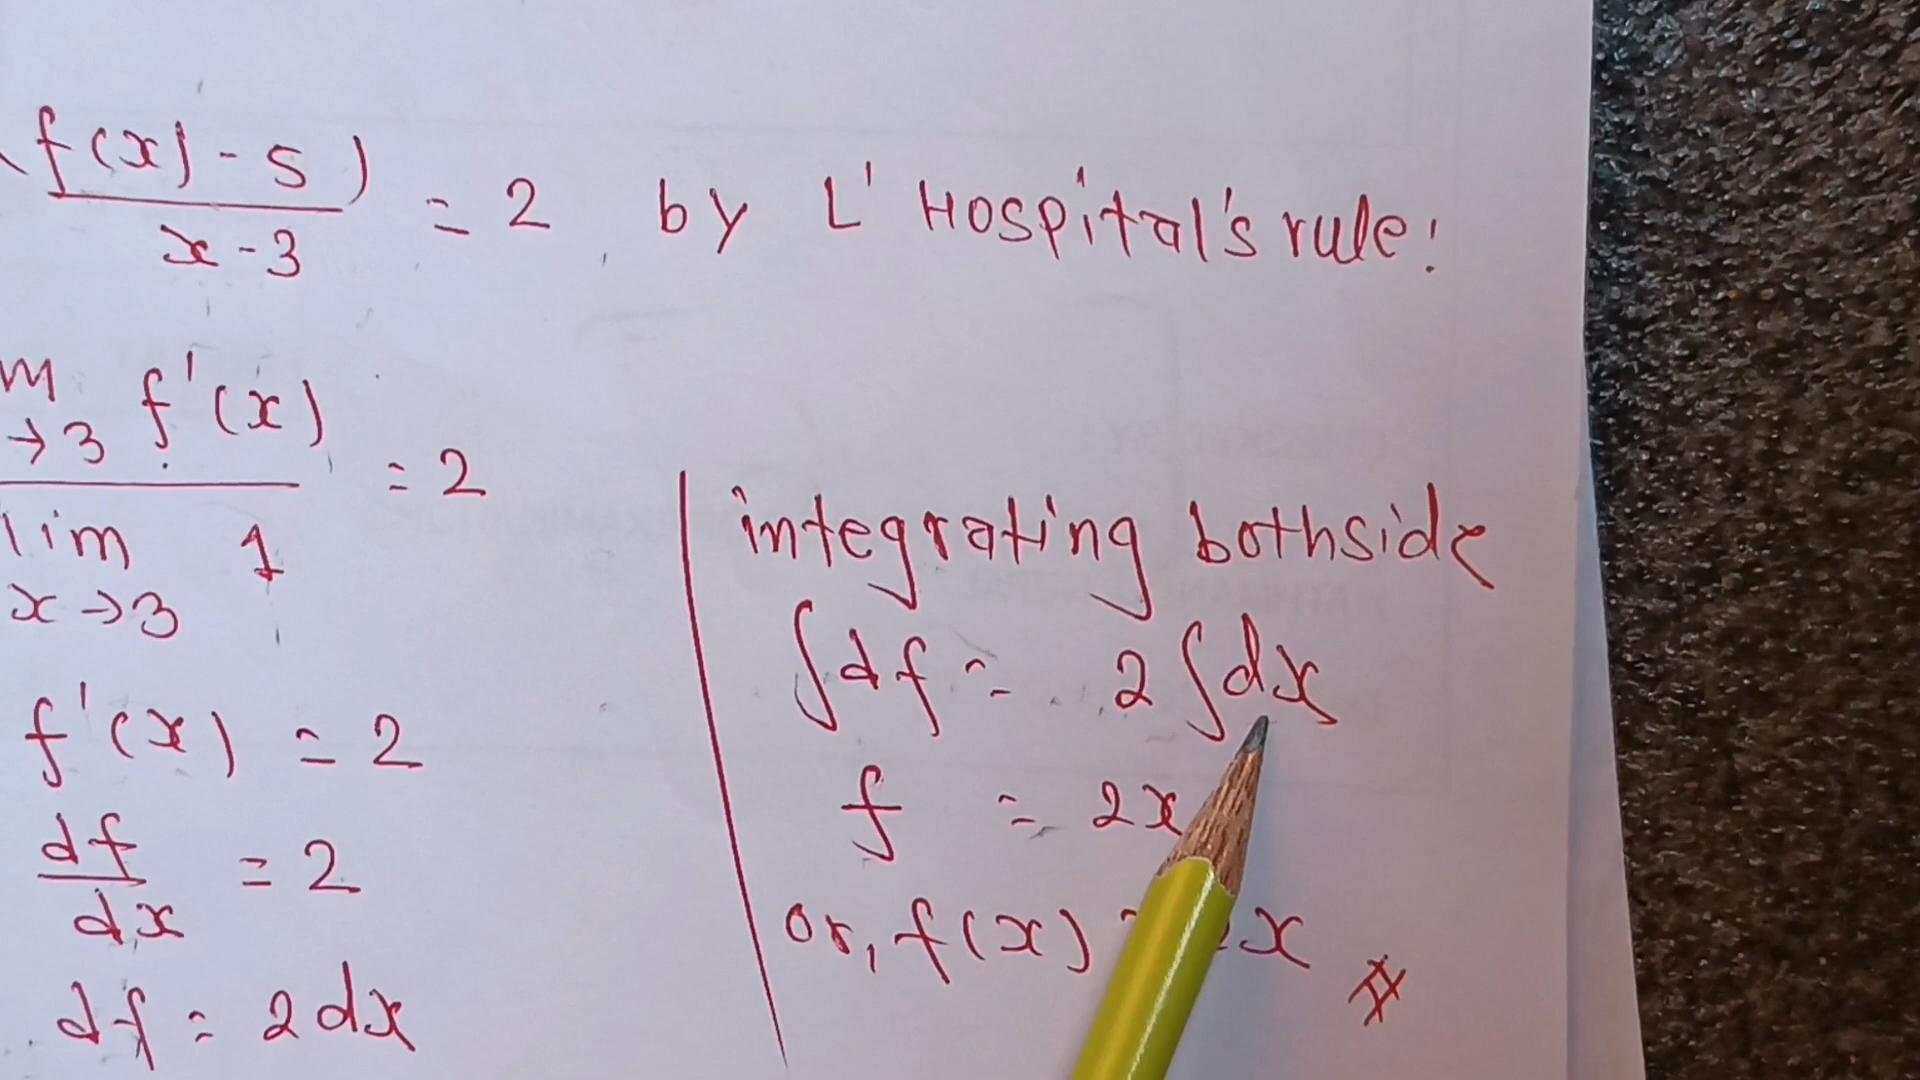 (f(x)-5)
x-3
= 2 by L' Hospital's rule:
m f'(x)
→3
= 2
lim 1
x→3
f'(x) = 2
df
dx
= 2
df = 2dx
integrating bothside
∫df = 2∫dx
f = 2x
or, f(x) = x